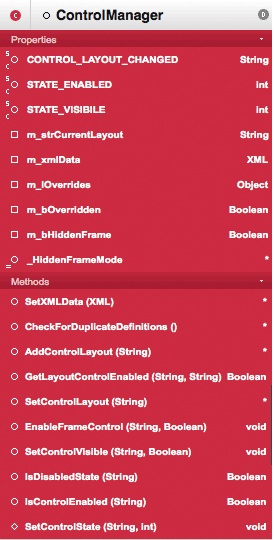 C ControlManager D
Properties
S C CONTROL_LAYOUT_CHANGED String
S C STATE_ENABLED int
S C STATE_VISIBILE int
m_strCurrentLayout String
m_xmlData XML
m_lOverrides Object
m_bOverridden Boolean
m_bHiddenFrame Boolean
_HiddenFrameMode *
Methods
SetXMLData (XML) *
CheckForDuplicateDefinitions () *
AddControlLayout (String) *
GetLayoutControlEnabled (String, String) Boolean
SetControlLayout (String) *
EnableFrameControl (String, Boolean) void
SetControlVisible (String, Boolean) void
IsDisabledState (String) Boolean
IsControlEnabled (String) Boolean
SetControlState (String, int) void